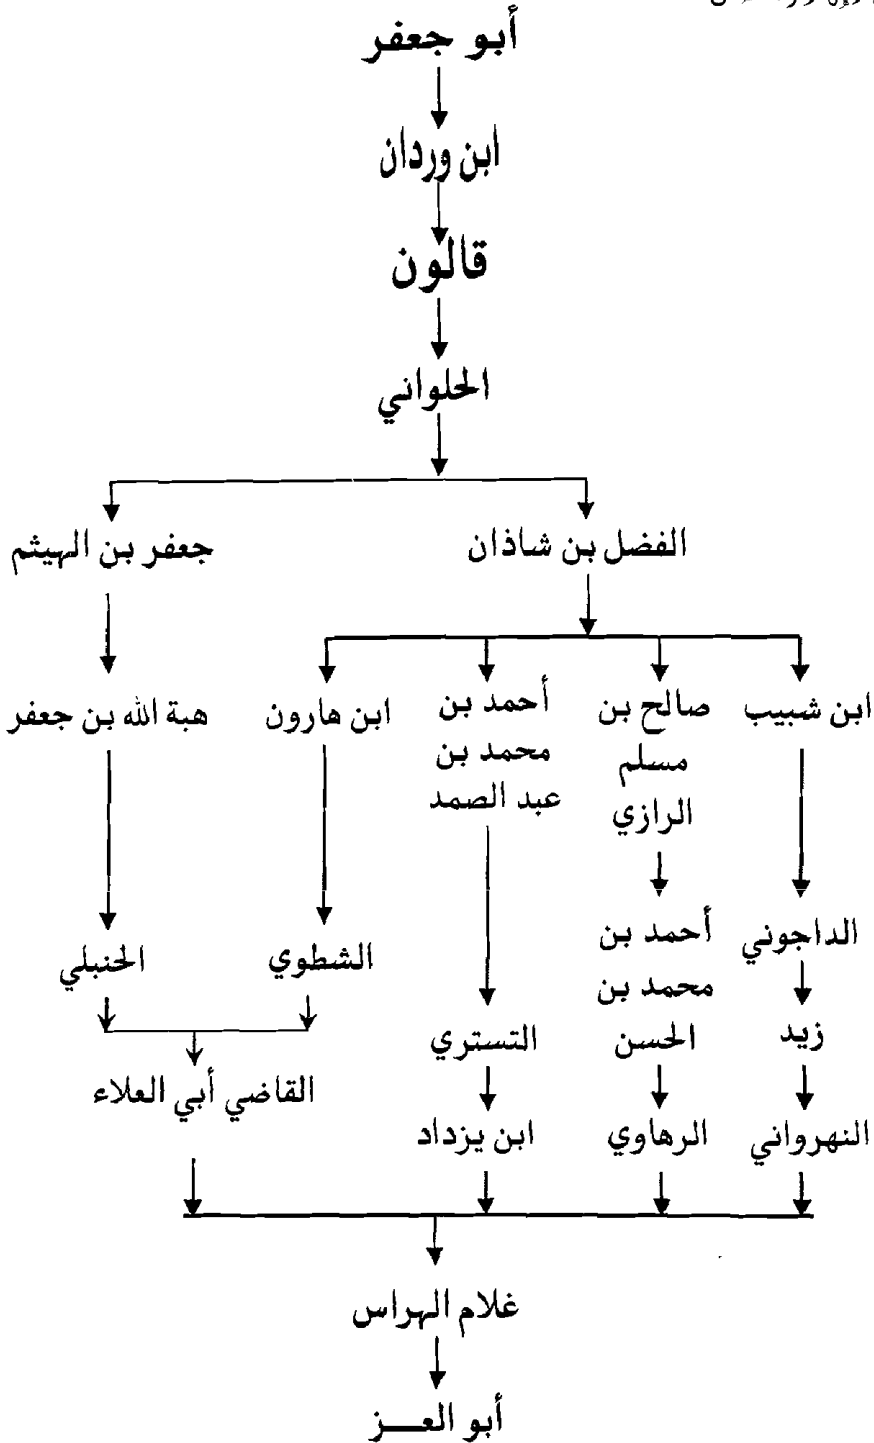 أبو جعفر
ابن وردان
قالون
الحلواني
الفضل بن شاذان
جعفر بن الهيثم
ابن شبيب
صالح بن
مسلم
الرازي
أحمد بن
محمد بن
عبد الصمد
ابن هارون
هبة الله بن جعفر
الداجوني
أحمد بن
محمد بن
الحسن
الشطوي
الحنبلي
زيد
التستري
القاضي أبي العلاء
النهرواني
الرهاوي
ابن يزداد
غلام الهراس
أبو العـــز